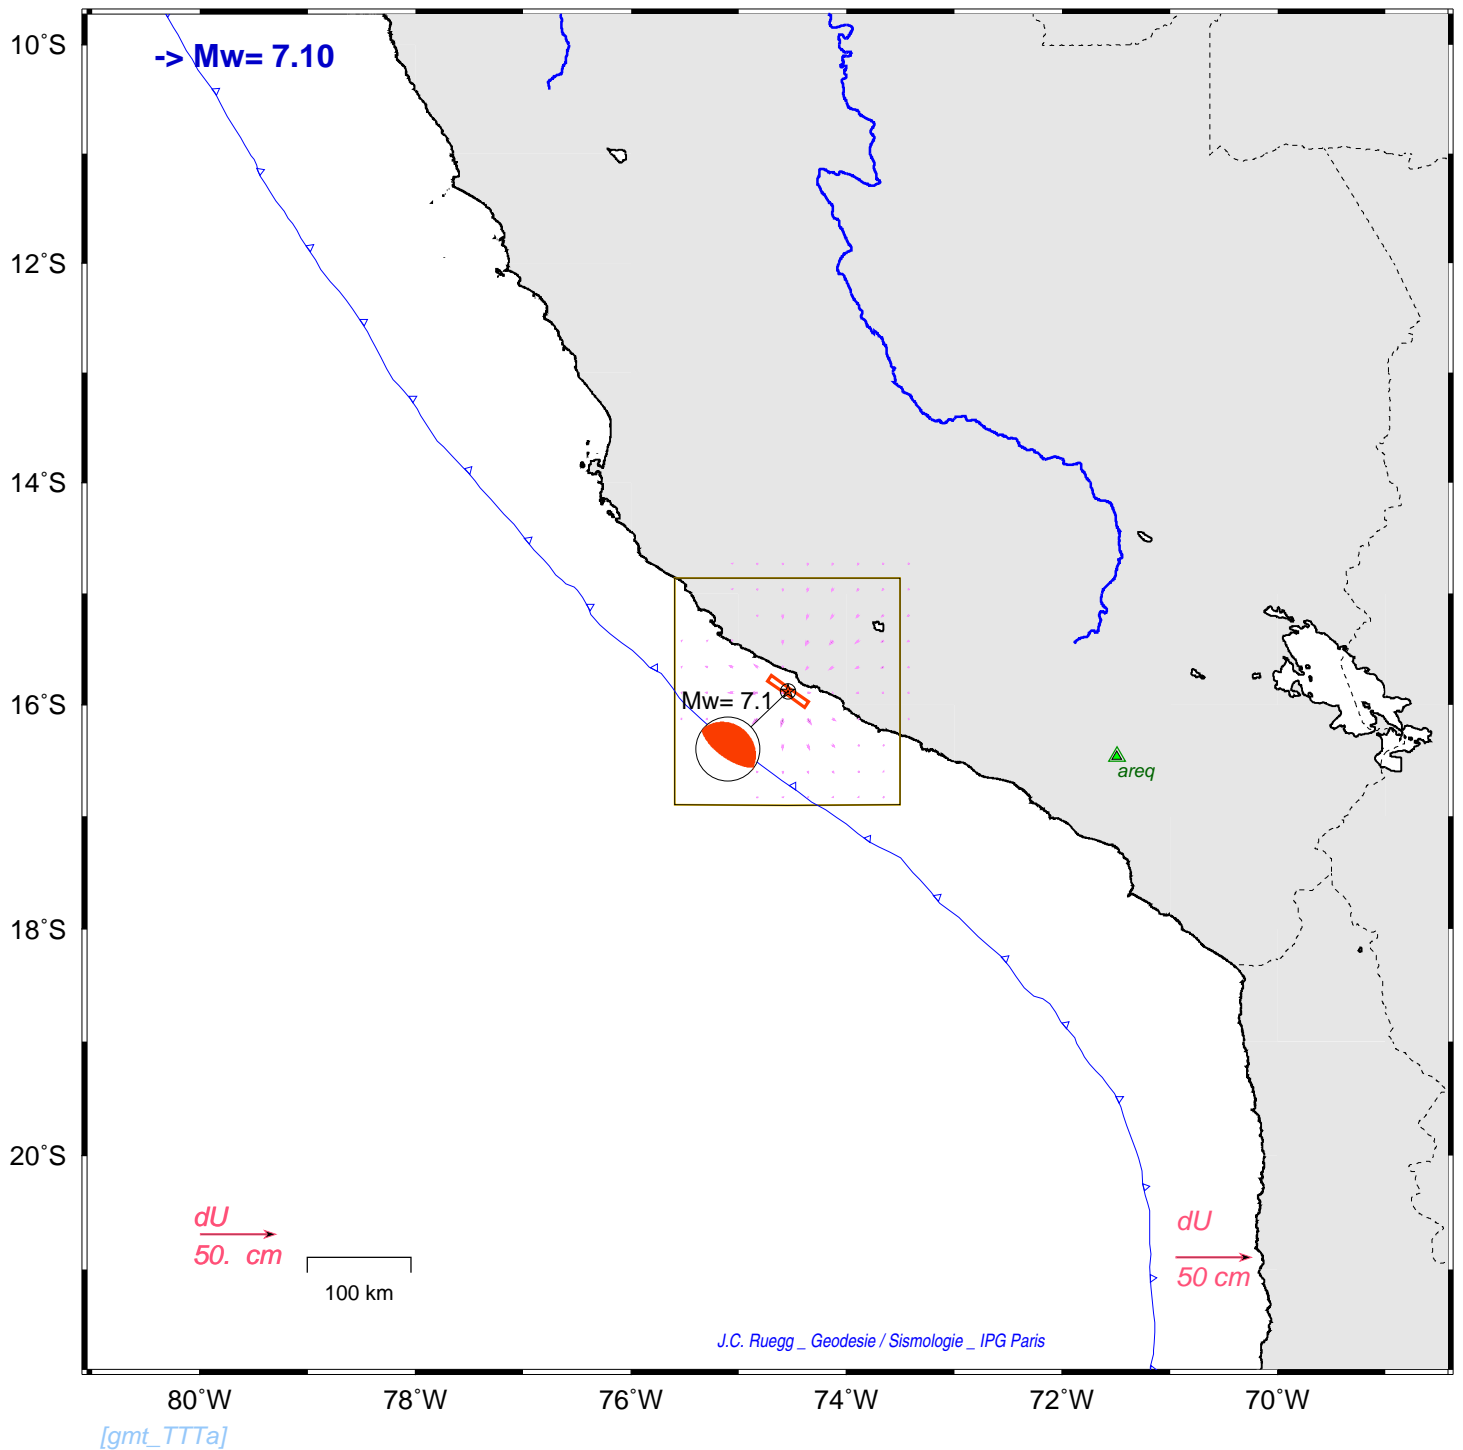 10˚S
-> Mw= 7.10
12˚S
14˚S
16˚S
Mw= 7.1
areq
18˚S
20˚S
dU
50. cm
100 km
dU
50 cm
J.C. Ruegg _ Geodesie / Sismologie _ IPG Paris
80˚W 78˚W 76˚W 74˚W 72˚W 70˚W
[gmt_TTTa]